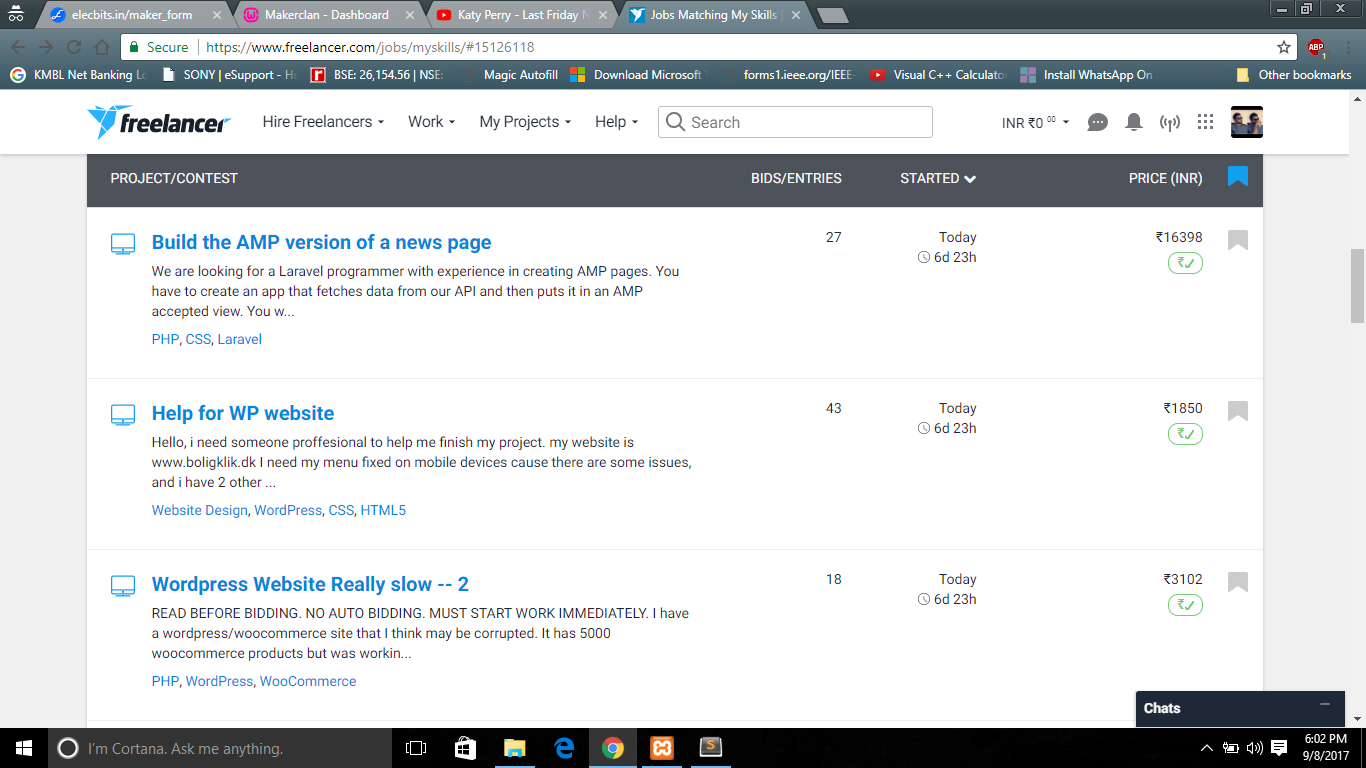 elecbits.in/maker_form
Makerclan - Dashboard
Katy Perry - Last Friday N
Jobs Matching My Skills
Secure
https://www.freelancer.com/jobs/myskills/#15126118
ABP
1
KMBL Net Banking Lo
SONY | eSupport - Ho
BSE: 26,154.56 | NSE:
Magic Autofill
Download Microsoft
forms1.ieee.org/IEEE-
Visual C++ Calculato
Install WhatsApp On
Other bookmarks
freelancer
Hire Freelancers
Work
My Projects
Help
Search
INR ₹0 00
PROJECT/CONTEST
BIDS/ENTRIES
STARTED
PRICE (INR)
Build the AMP version of a news page
27
Today
₹16398
6d 23h
₹
We are looking for a Laravel programmer with experience in creating AMP pages. You
have to create an app that fetches data from our API and then puts it in an AMP
accepted view. You w...
PHP, CSS, Laravel
Help for WP website
43
Today
₹1850
6d 23h
₹
Hello, i need someone proffesional to help me finish my project. my website is
www.boligklik.dk I need my menu fixed on mobile devices cause there are some issues,
and i have 2 other ...
Website Design, WordPress, CSS, HTML5
Wordpress Website Really slow -- 2
18
Today
₹3102
6d 23h
₹
READ BEFORE BIDDING. NO AUTO BIDDING. MUST START WORK IMMEDIATELY. I have
a wordpress/woocommerce site that I think may be corrupted. It has 5000
woocommerce products but was workin...
PHP, WordPress, WooCommerce
Chats
I'm Cortana. Ask me anything.
6:02 PM
9/8/2017